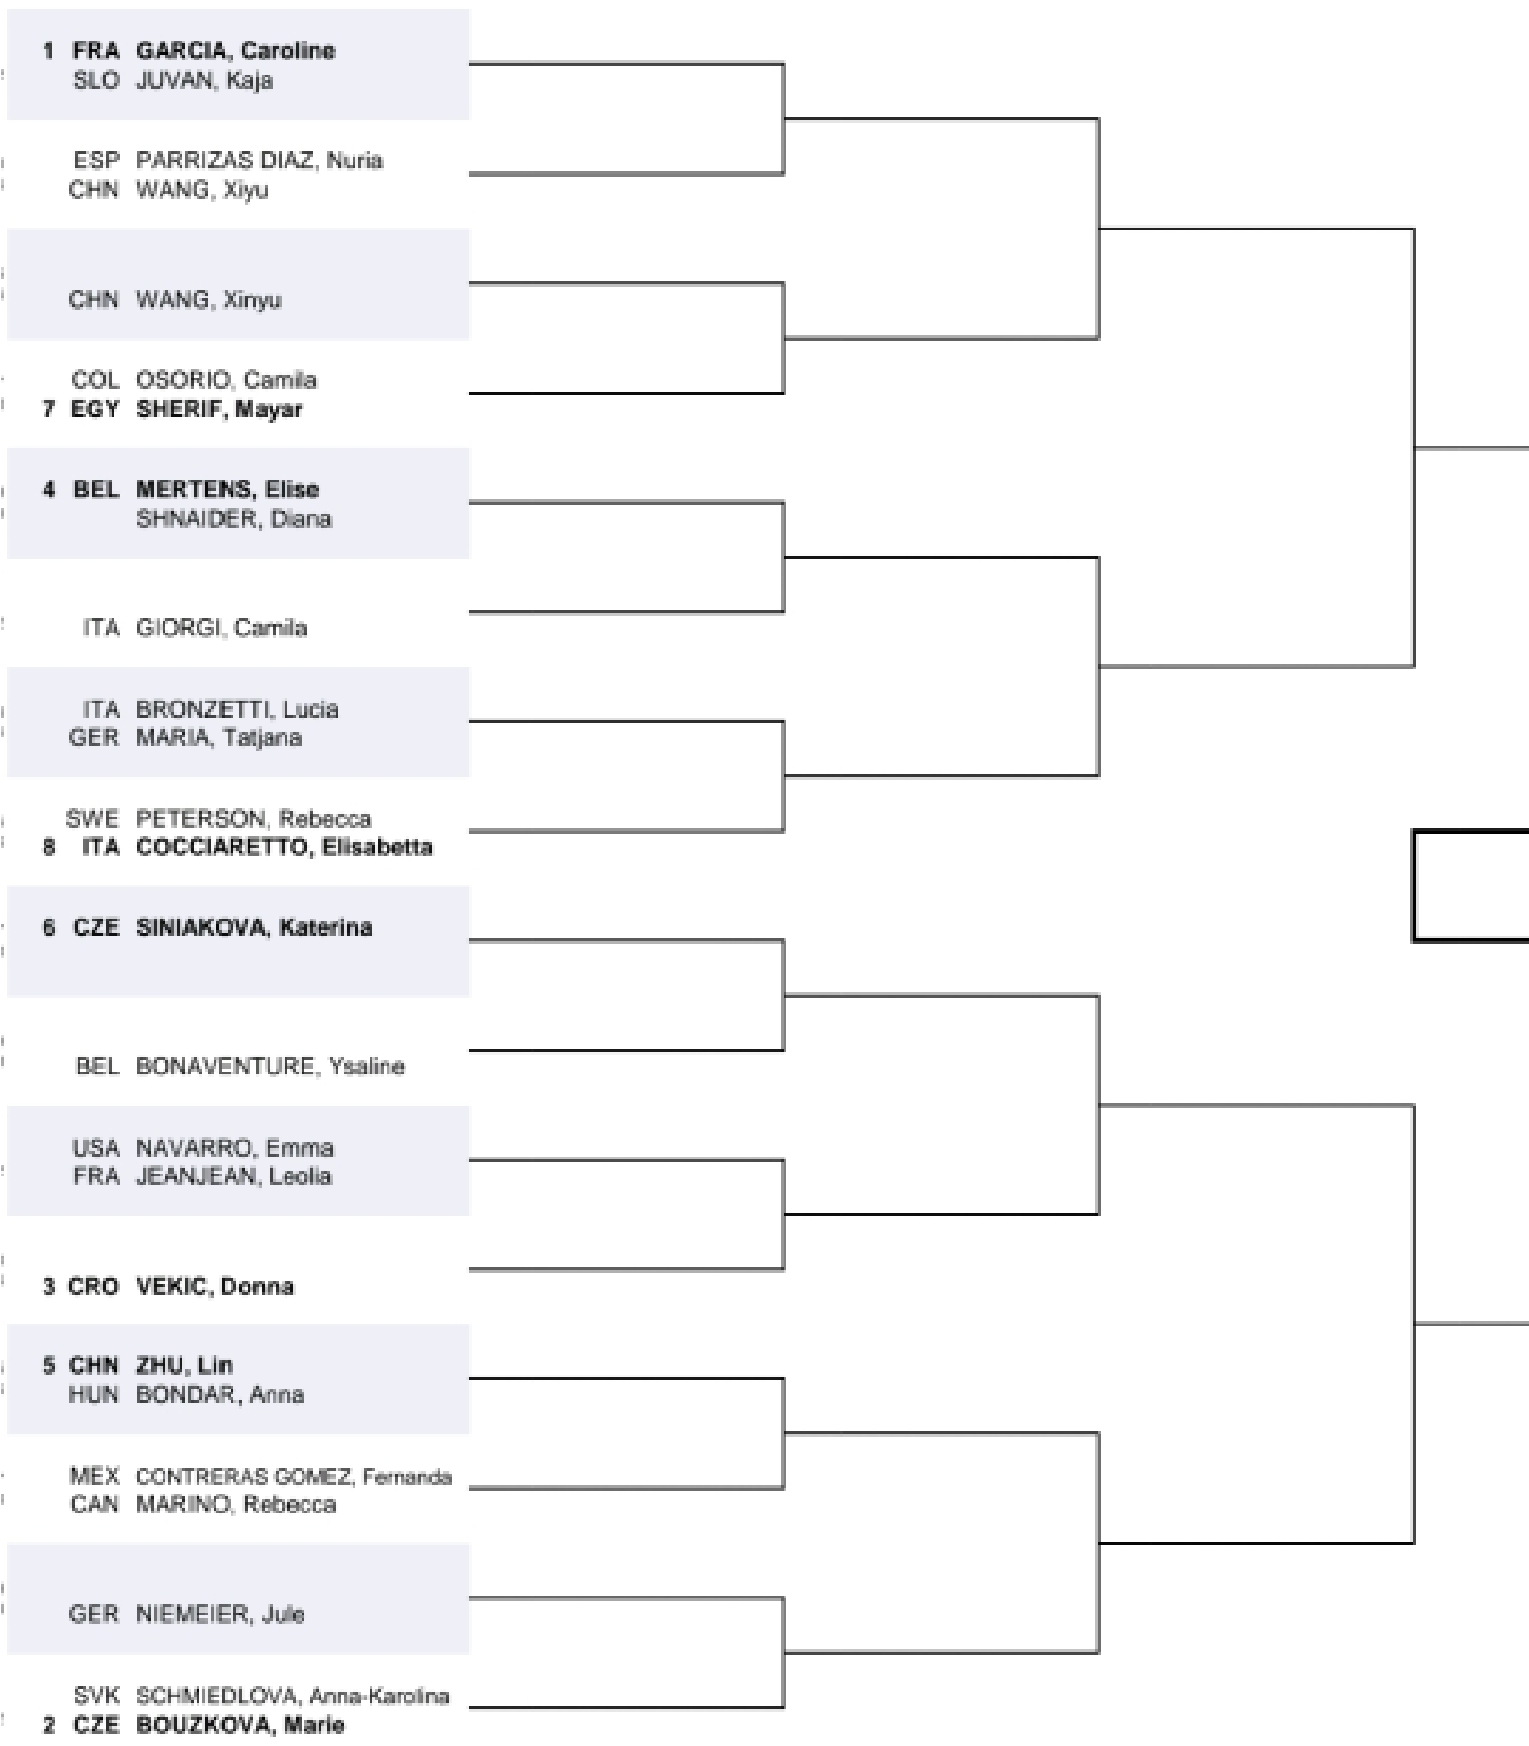 1 FRA GARCIA, Caroline
SLO JUVAN, Kaja
ESP PARRIZAS DIAZ, Nuria
CHN WANG, Xiyu
CHN WANG, Xinyu
COL OSORIO, Camila
7 EGY SHERIF, Mayar
4 BEL MERTENS, Elise
SHNAIDER, Diana
ITA GIORGI, Camila
ITA BRONZETTI, Lucia
GER MARIA, Tatjana
SWE PETERSON, Rebecca
8 ITA COCCIARETTO, Elisabetta
6 CZE SINIAKOVA, Katerina
BEL BONAVENTURE, Ysaline
USA NAVARRO, Emma
FRA JEANJEAN, Leolia
3 CRO VEKIC, Donna
5 CHN ZHU, Lin
HUN BONDAR, Anna
MEX CONTRERAS GOMEZ, Fernanda
CAN MARINO, Rebecca
GER NIEMEIER, Jule
SVK SCHMIEDLOVA, Anna-Karolina
2 CZE BOUZKOVA, Marie